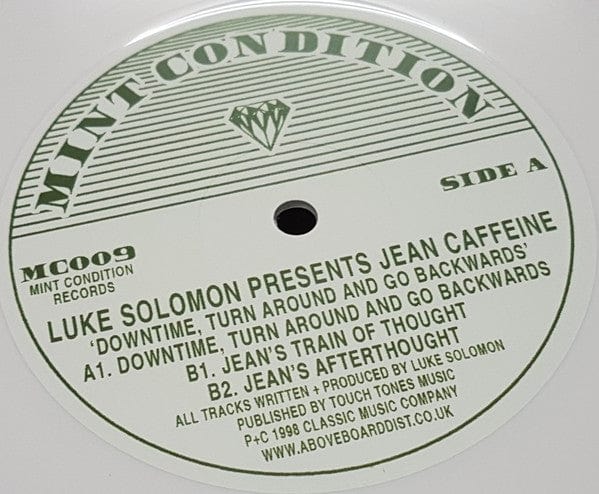 MINT CONDITION
SIDE A
MC009
MINT CONDITION
RECORDS
LUKE SOLOMON PRESENTS JEAN CAFFEINE
'DOWNTIME, TURN AROUND AND GO BACKWARDS'
A1. DOWNTIME, TURN AROUND AND GO BACKWARDS
B1. JEAN'S TRAIN OF THOUGHT
B2. JEAN'S AFTERTHOUGHT
ALL TRACKS WRITTEN + PRODUCED BY LUKE SOLOMON
PUBLISHED BY TOUCH TONES MUSIC
P+C 1998 CLASSIC MUSIC COMPANY
WWW.ABOVEBOARDDIST.CO.UK